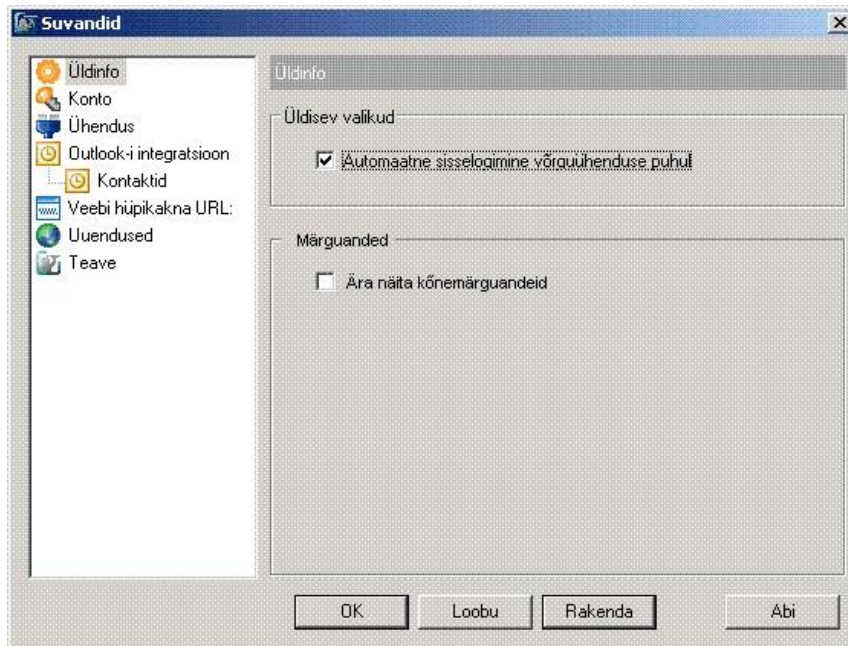 Suvandid
Üldinfo
Konto
Ühendus
Outlook-i integratsioon
Kontaktid
Veebi hüpikakna URL:
Uuendused
Teave
Üldinfo
Üldisev valikud
Automaatne sisselogimine võrguühenduse puhul
Märguanded
Ära näita kõnemärguandeid
OK
Loobu
Rakenda
Abi